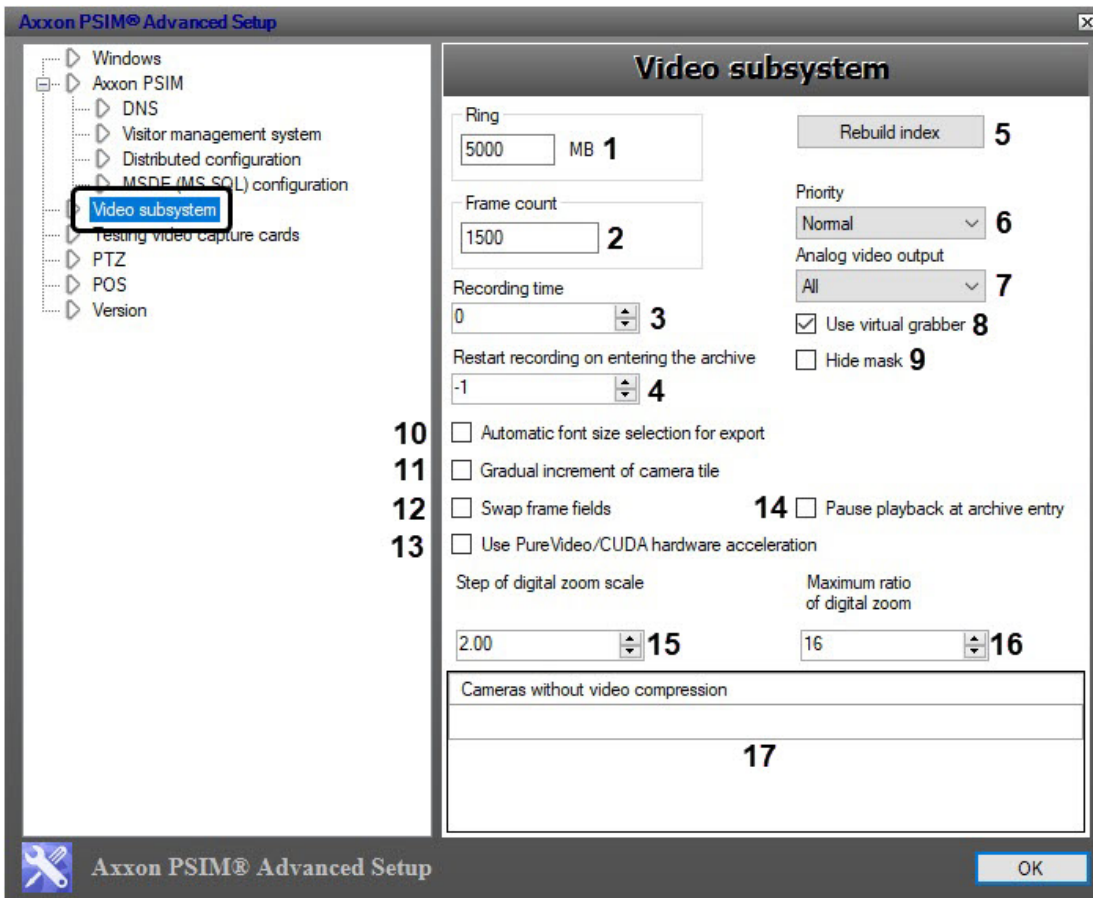 Axxon PSIM® Advanced Setup
Windows
Axxon PSIM
DNS
Visitor management system
Distributed configuration
MSDE (MS SQL) configuration
Video subsystem
Testing video capture cards
PTZ
POS
Version
Video subsystem
Ring
5000 MB 1
Rebuild index 5
Frame count
1500 2
Priority
Normal 6
Analog video output
All 7
Recording time
0 3
Use virtual grabber 8
Restart recording on entering the archive
Hide mask 9
-1 4
10 Automatic font size selection for export
11 Gradual increment of camera tile
12 Swap frame fields
14 Pause playback at archive entry
13 Use PureVideo/CUDA hardware acceleration
Step of digital zoom scale
2.00 15
Maximum ratio
of digital zoom
16 16
Cameras without video compression
17
Axxon PSIM® Advanced Setup
OK